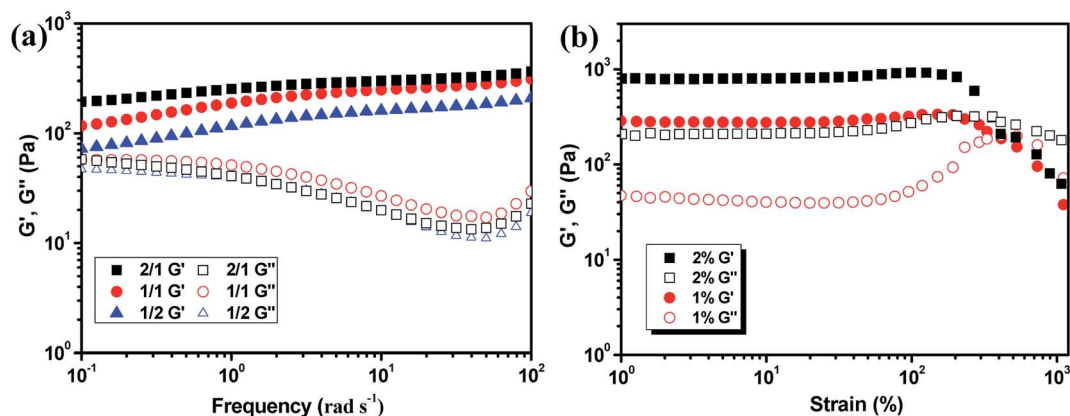 (a)
G', G'' (Pa)
10³
10²
10¹
10⁰
2/1 G' 2/1 G"
1/1 G' 1/1 G"
1/2 G' 1/2 G"
10⁻¹ 10⁰ 10¹ 10²
Frequency (rad s⁻¹)
(b)
G', G'' (Pa)
10³
10²
10¹
10⁰
2% G'
2% G"
1% G'
1% G"
10⁰ 10¹ 10² 10³
Strain (%)